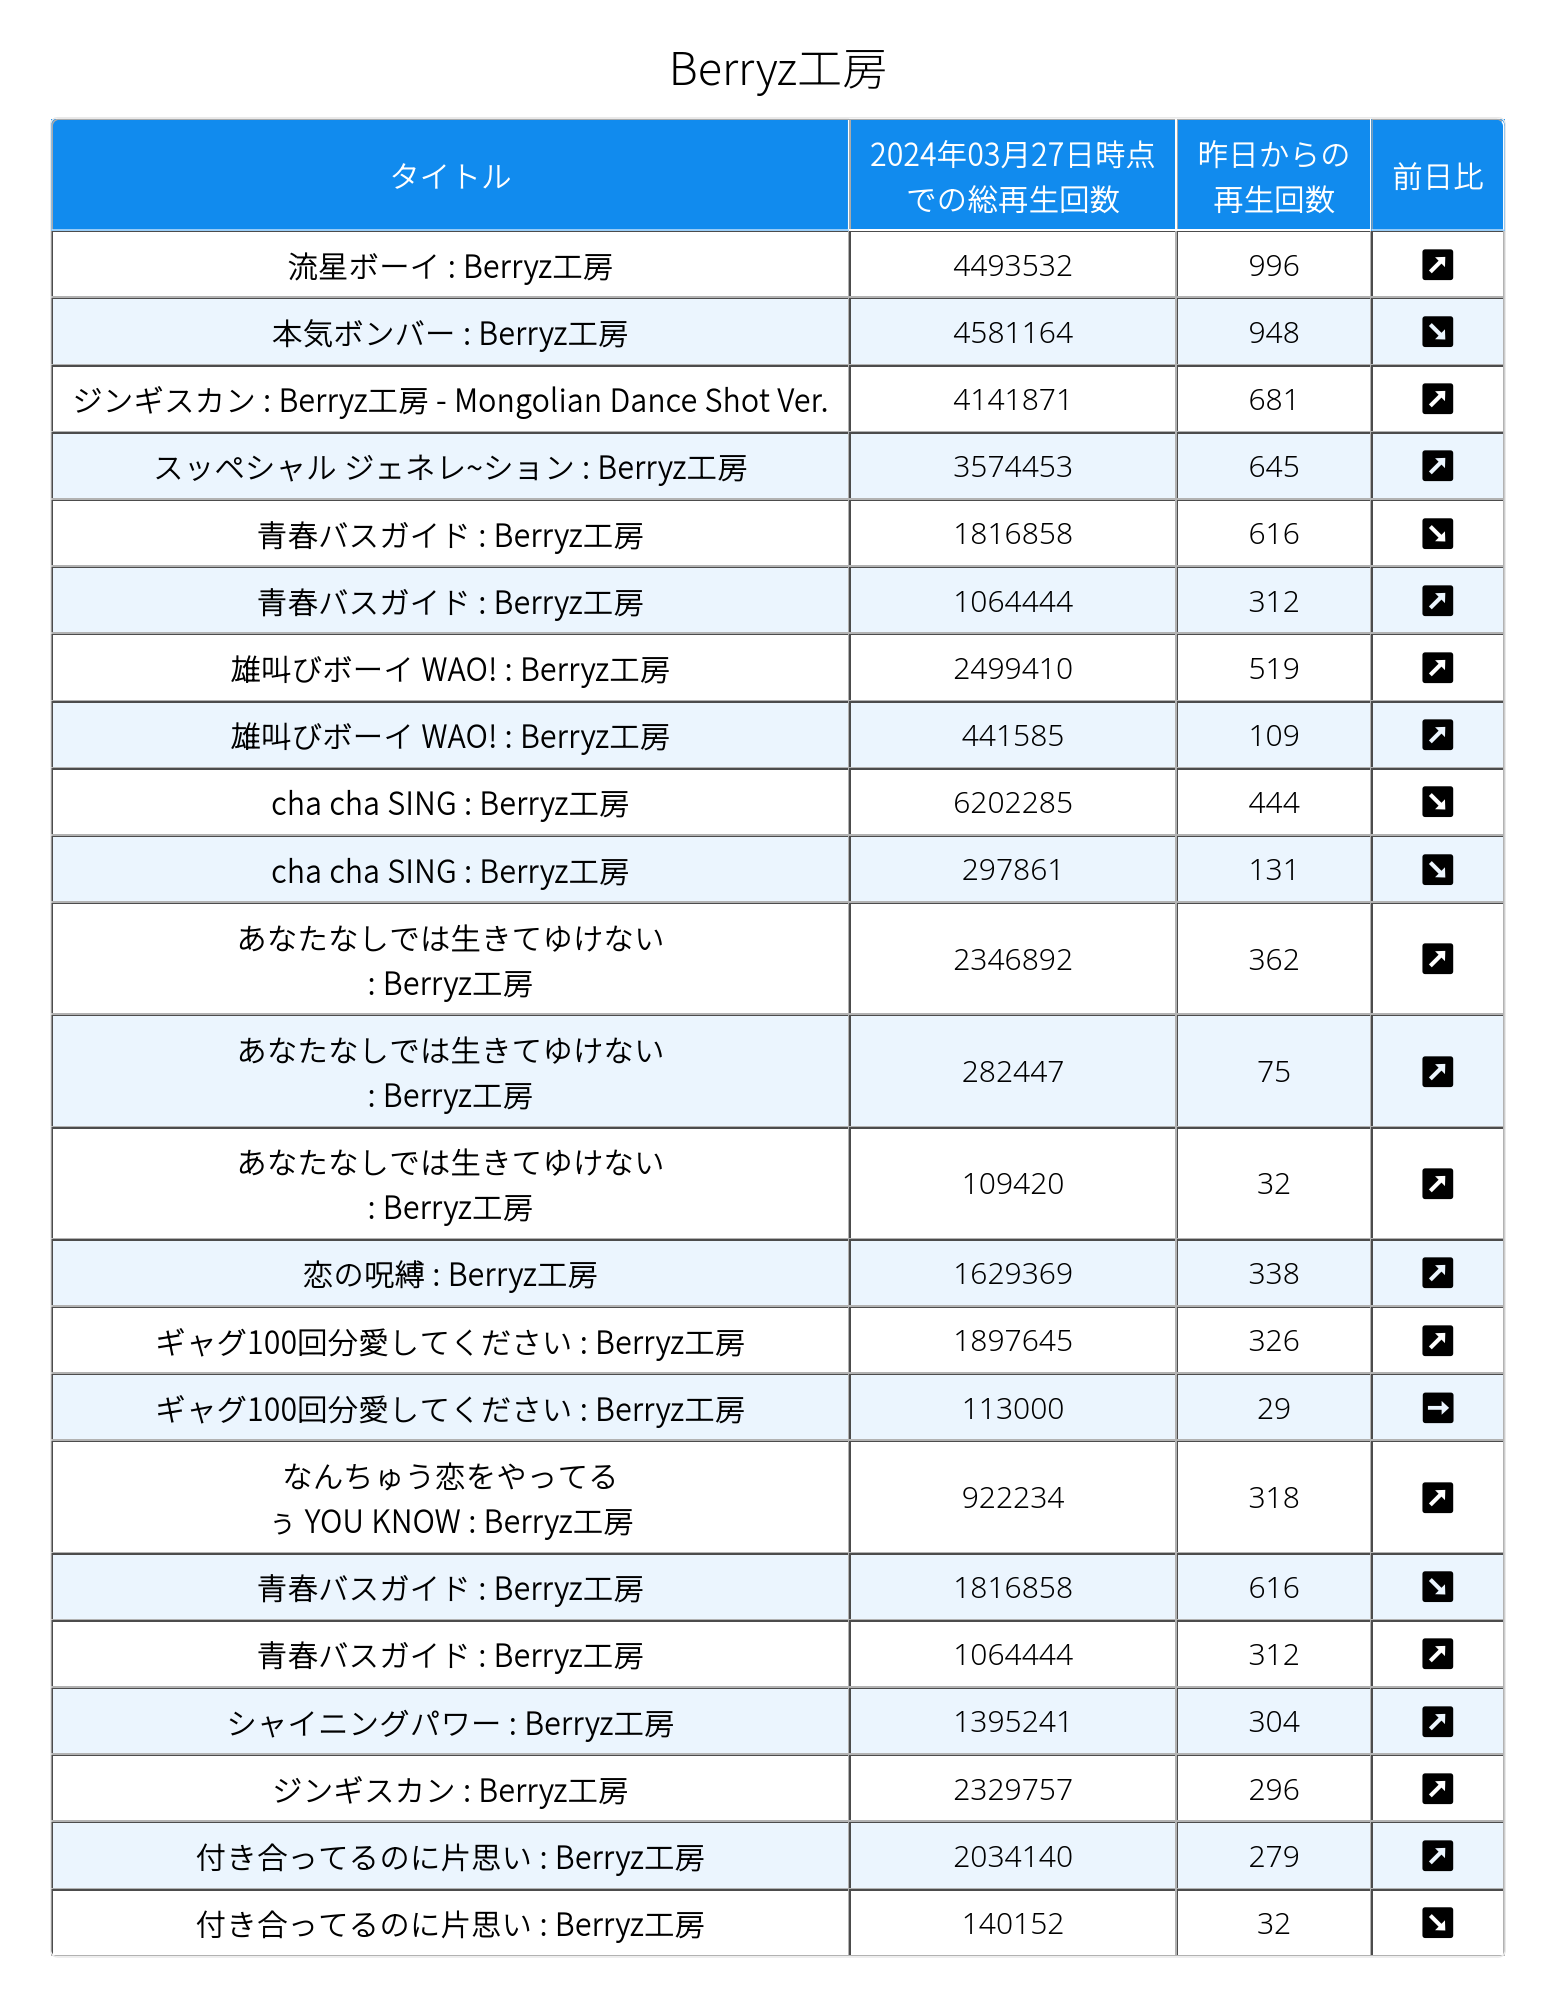 Berryz工房
タイトル
2024年03月27日時点
での総再生回数
昨日からの
再生回数
前日比
流星ボーイ : Berryz工房 4493532 996
本気ボンバー : Berryz工房 4581164 948
ジンギスカン : Berryz工房 - Mongolian Dance Shot Ver. 4141871 681
スッペシャル ジェネレ~ション : Berryz工房 3574453 645
青春バスガイド : Berryz工房 1816858 616
青春バスガイド : Berryz工房 1064444 312
雄叫びボーイ WAO! : Berryz工房 2499410 519
雄叫びボーイ WAO! : Berryz工房 441585 109
cha cha SING : Berryz工房 6202285 444
cha cha SING : Berryz工房 297861 131
あなたなしでは生きてゆけない
: Berryz工房 2346892 362
あなたなしでは生きてゆけない
: Berryz工房 282447 75
あなたなしでは生きてゆけない
: Berryz工房 109420 32
恋の呪縛 : Berryz工房 1629369 338
ギャグ100回分愛してください : Berryz工房 1897645 326
ギャグ100回分愛してください : Berryz工房 113000 29
なんちゅう恋をやってる
ぅ YOU KNOW : Berryz工房 922234 318
青春バスガイド : Berryz工房 1816858 616
青春バスガイド : Berryz工房 1064444 312
シャイニングパワー : Berryz工房 1395241 304
ジンギスカン : Berryz工房 2329757 296
付き合ってるのに片思い : Berryz工房 2034140 279
付き合ってるのに片思い : Berryz工房 140152 32